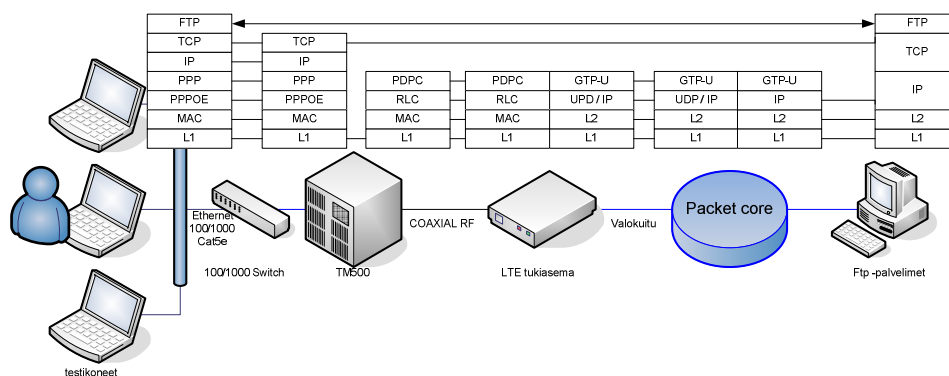 FTP FTP
TCP TCP TCP
IP IP
PPP PPP PDPC PDPC GTP-U GTP-U GTP-U
IP
PPPOE PPPOE RLC RLC UPD / IP UDP / IP IP
MAC MAC MAC MAC L2 L2 L2 L2
L1 L1 L1 L1 L1 L1 L1 L1
Ethernet
100/1000
Cat5e
COAXIAL RF
Valokuitu
Packet core
100/1000 Switch
TM500
LTE tukiasema
Ftp -palvelimet
testikoneet